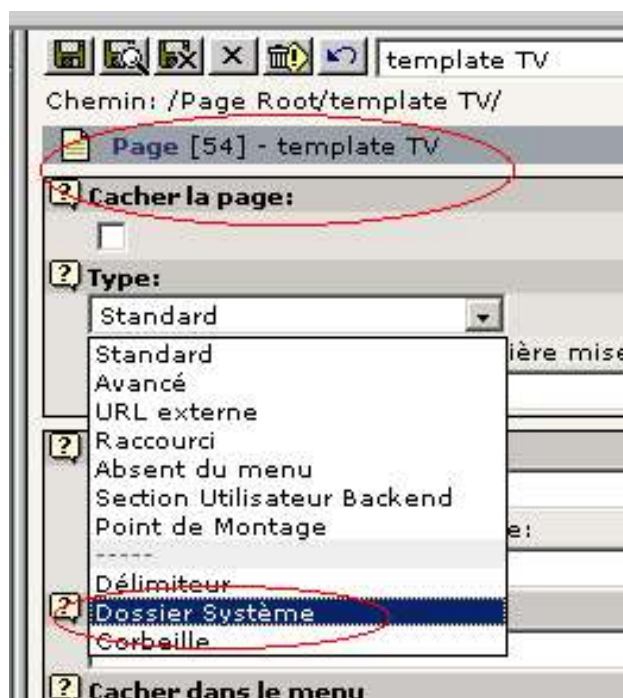 template TV
Chemin: /Page Root/template TV/
Page [54] - template TV
Cacher la page:
Type:
Standard
Standard
ière mise
Avancé
URL externe
Raccourci
Absent du menu
Section Utilisateur Backend
Point de Montage
e:
-----
Délimiteur
Dossier Système
Corbeille
Cacher dans le menu